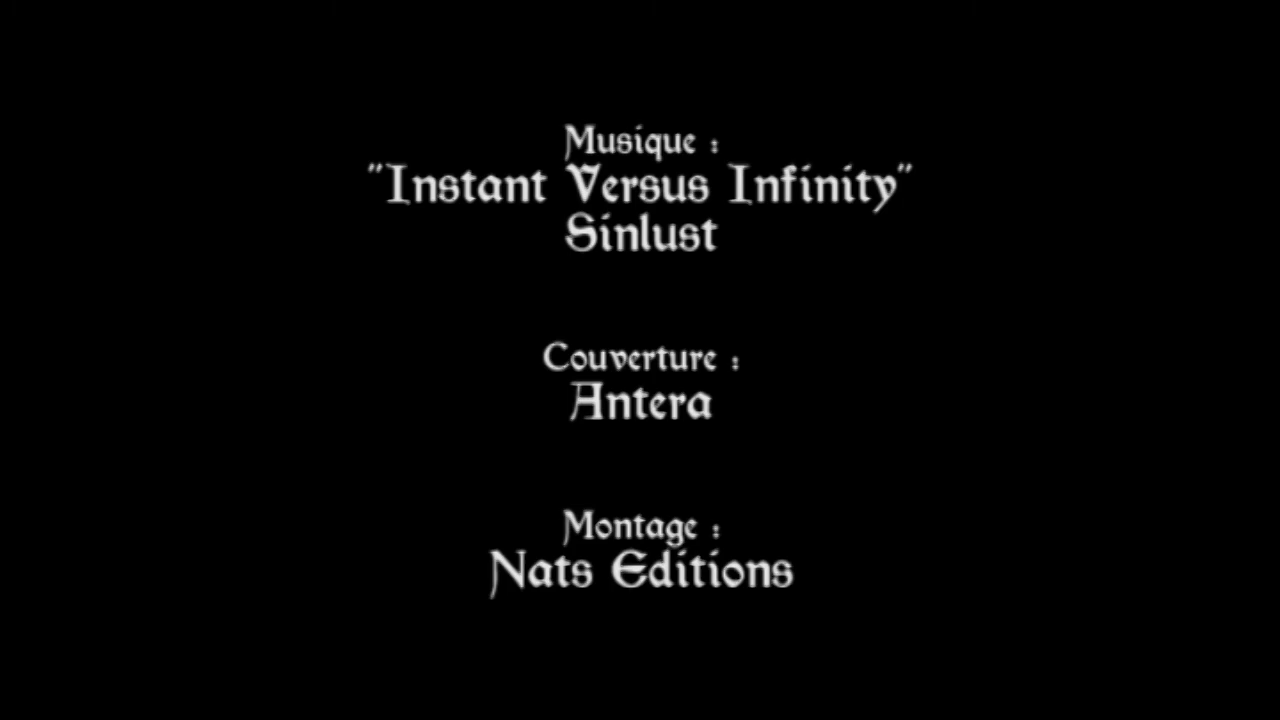 Musique :
"Instant Versus Infinity"
Sinlust
Couverture :
Antera
Montage :
Nats Editions